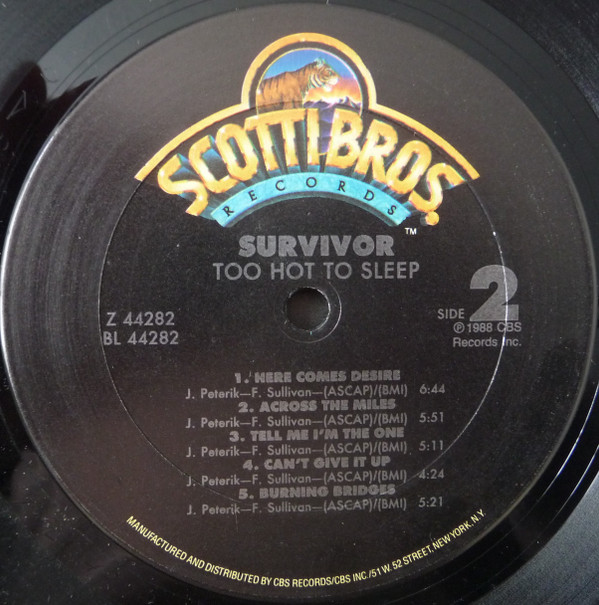 SCOTTI BROS.
RECORDS
TM
SURVIVOR
TOO HOT TO SLEEP
Z 44282
BL 44282
SIDE 2
℗1988 CBS
Records Inc.
1. HERE COMES DESIRE
J. Peterik—F. Sullivan—(ASCAP)/(BMI) 6:44
2. ACROSS THE MILES
J. Peterik—F. Sullivan—(ASCAP)/(BMI) 5:51
3. TELL ME I'M THE ONE
J. Peterik—F. Sullivan—(ASCAP)/(BMI) 5:11
4. CAN'T GIVE IT UP
J. Peterik—F. Sullivan—(ASCAP)/(BMI) 4:24
5. BURNING BRIDGES
J. Peterik—F. Sullivan—(ASCAP)/(BMI) 5:21
MANUFACTURED AND DISTRIBUTED BY CBS RECORDS/CBS INC./51 W. 52 STREET, NEW YORK, N.Y.